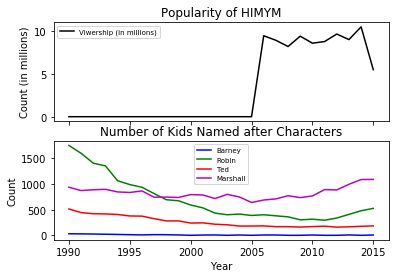 Popularity of HIMYM
Count (in millions)
10
5
0
Viwership (in millions)
Number of Kids Named after Characters
Count
1500
1000
500
0
Barney
Robin
Ted
Marshall
1990
1995
2000
2005
2010
2015
Year